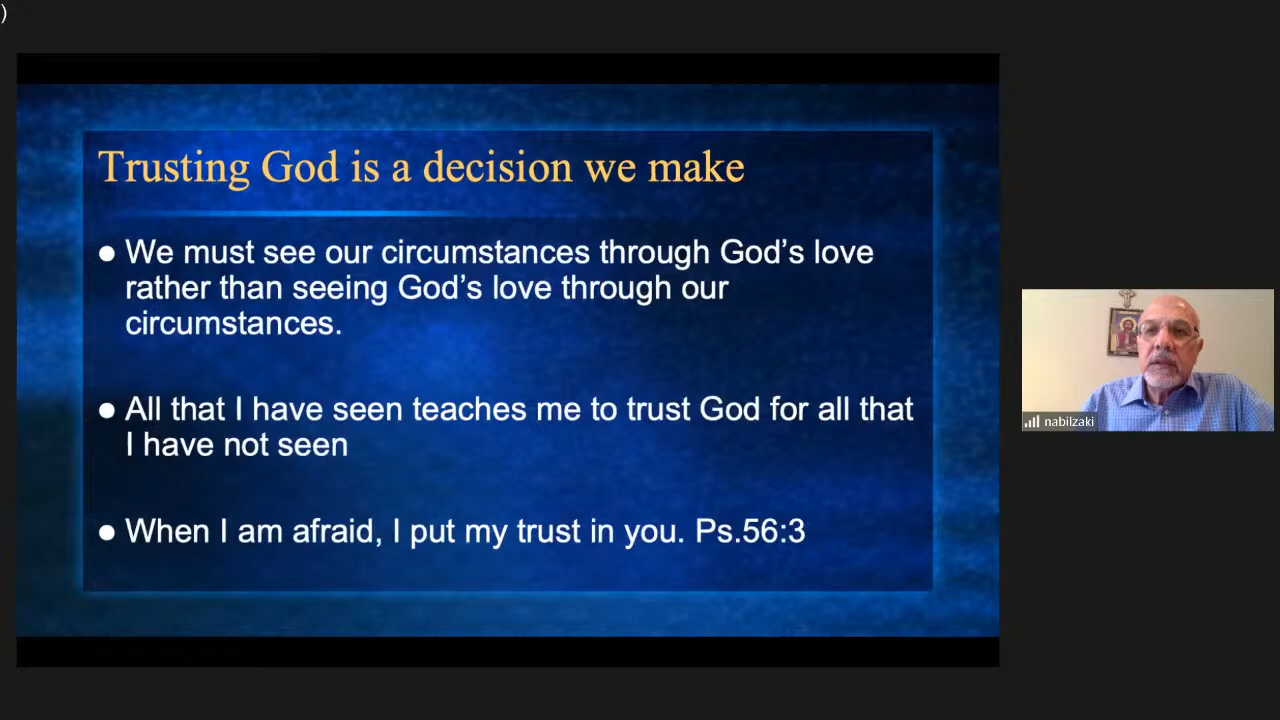 )
Trusting God is a decision we make
● We must see our circumstances through God’s love
rather than seeing God’s love through our
circumstances.
● All that I have seen teaches me to trust God for all that
I have not seen
● When I am afraid, I put my trust in you. Ps.56:3
nabilzaki